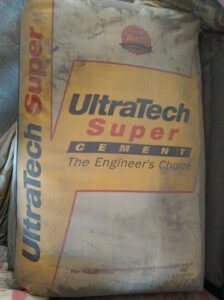 UltraTech Super
UltraTech
Super
CEMENT
The Engineer's Choice